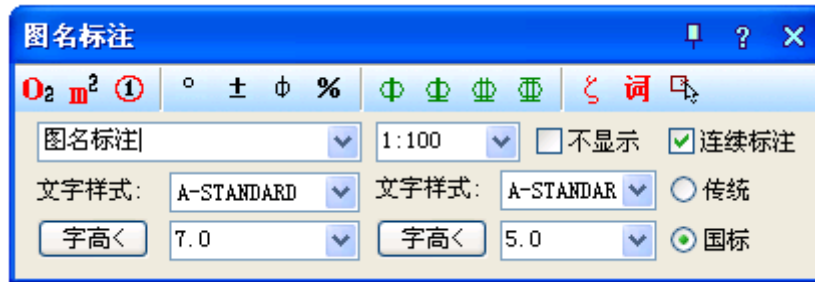 图名标注 ?
O₂ m² ① ° ± ϕ % ζ 词
图名标注 1:100 不显示 连续标注
文字样式: A-STANDARD 文字样式: A-STANDAR 传统
字高< 7.0 字高< 5.0 国标